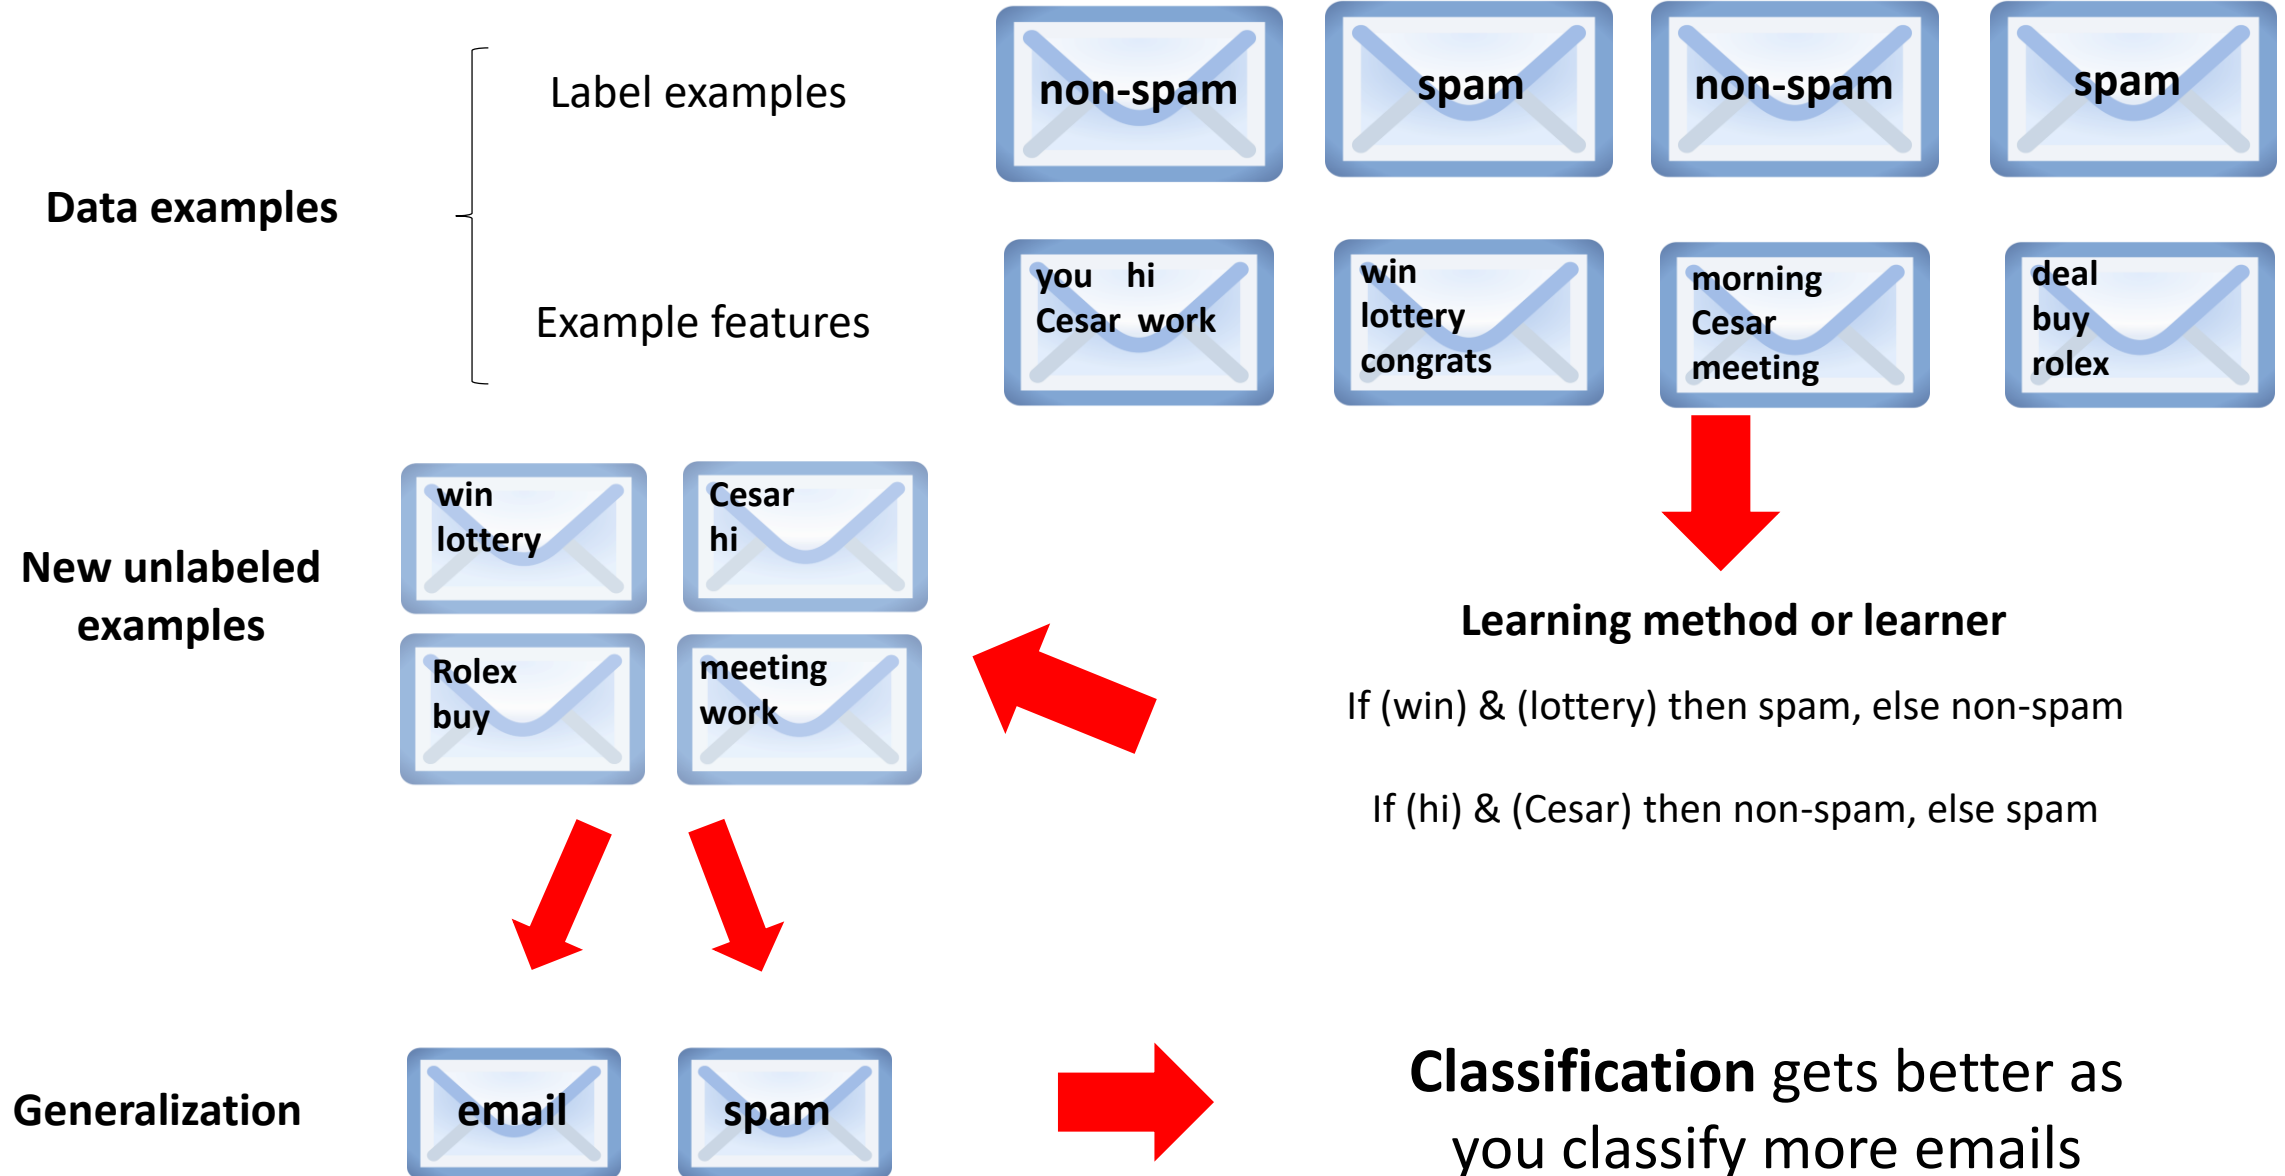 Data examples
Label examples
non-spam
spam
non-spam
spam
Example features
you hi
Cesar work
win
lottery
congrats
morning
Cesar
meeting
deal
buy
rolex
New unlabeled
examples
win
lottery
Cesar
hi
Rolex
buy
meeting
work
Learning method or learner
If (win) & (lottery) then spam, else non-spam
If (hi) & (Cesar) then non-spam, else spam
Generalization
email
spam
Classification gets better as
you classify more emails